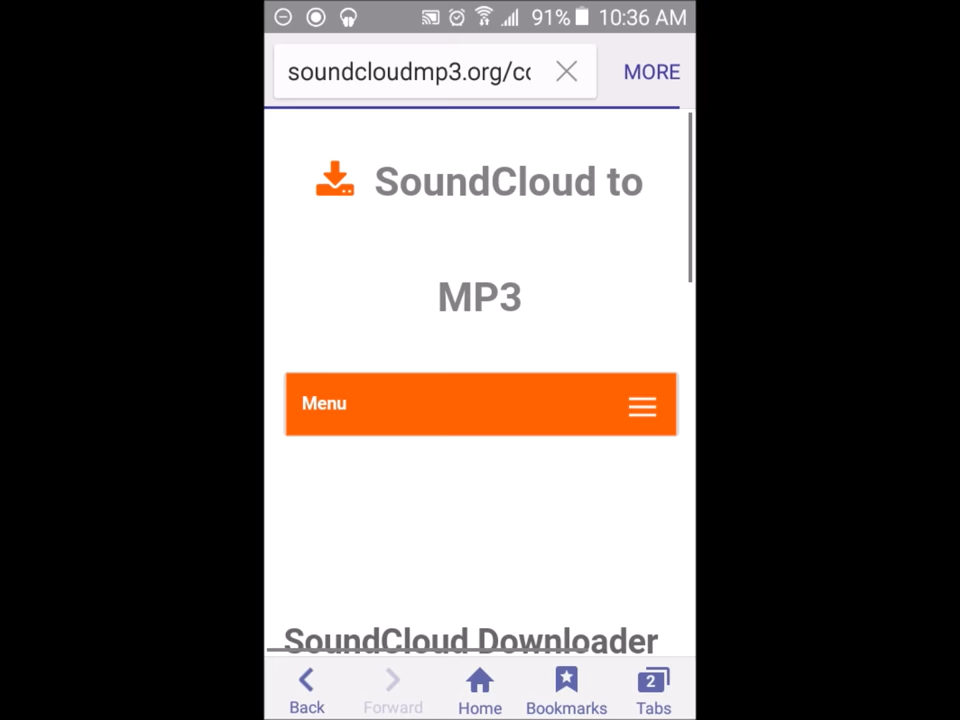 91% 10:36 AM
soundcloudmp3.org/co
MORE
SoundCloud to
MP3
Menu
SoundCloud Downloader
Back Forward Home Bookmarks 2 Tabs